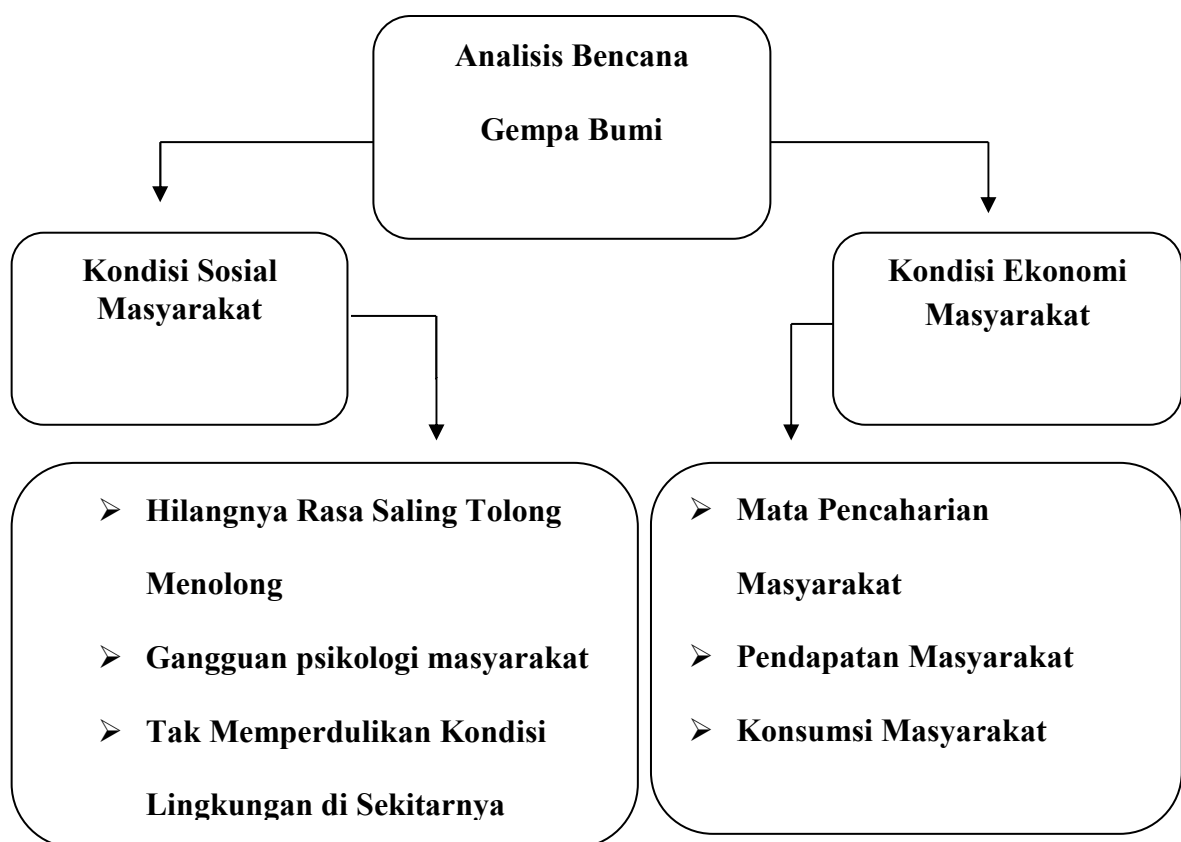 Analisis Bencana
Gempa Bumi
Kondisi Sosial
Masyarakat
Kondisi Ekonomi
Masyarakat
➢ Hilangnya Rasa Saling Tolong
Menolong
➢ Gangguan psikologi masyarakat
➢ Tak Memperdulikan Kondisi
Lingkungan di Sekitarnya
➢ Mata Pencaharian
Masyarakat
➢ Pendapatan Masyarakat
➢ Konsumsi Masyarakat